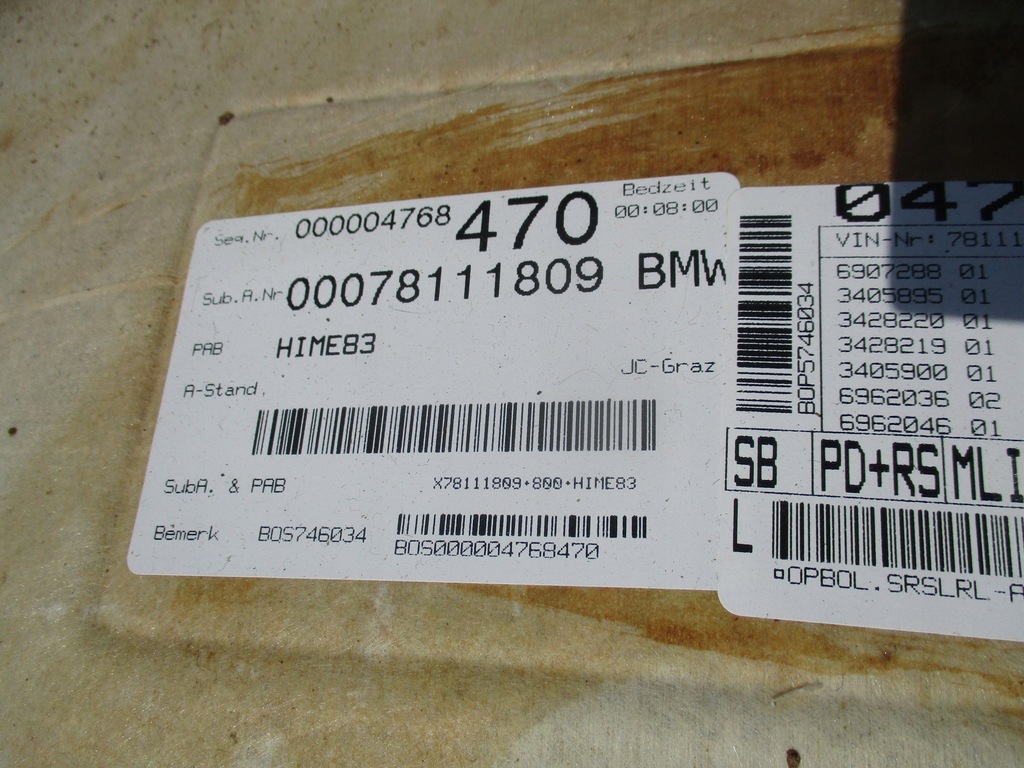 Seq.Nr. 000004768 470 Bedzeit
00:08:00
Sub.A.Nr 00078111809 BMW
PAB HIME83
JC-Graz
A-Stand.
SubA. & PAB X78111809+800+HIME83
Bemerk BOS746034
BOS000004768470
047
BOP5746034
VIN-Nr: 78111
6907288 01
3405895 01
3428220 01
3428219 01
3405900 01
6962036 02
6962046 01
SB PD+RS MLI
L
OPBOL.SRSLRL-A